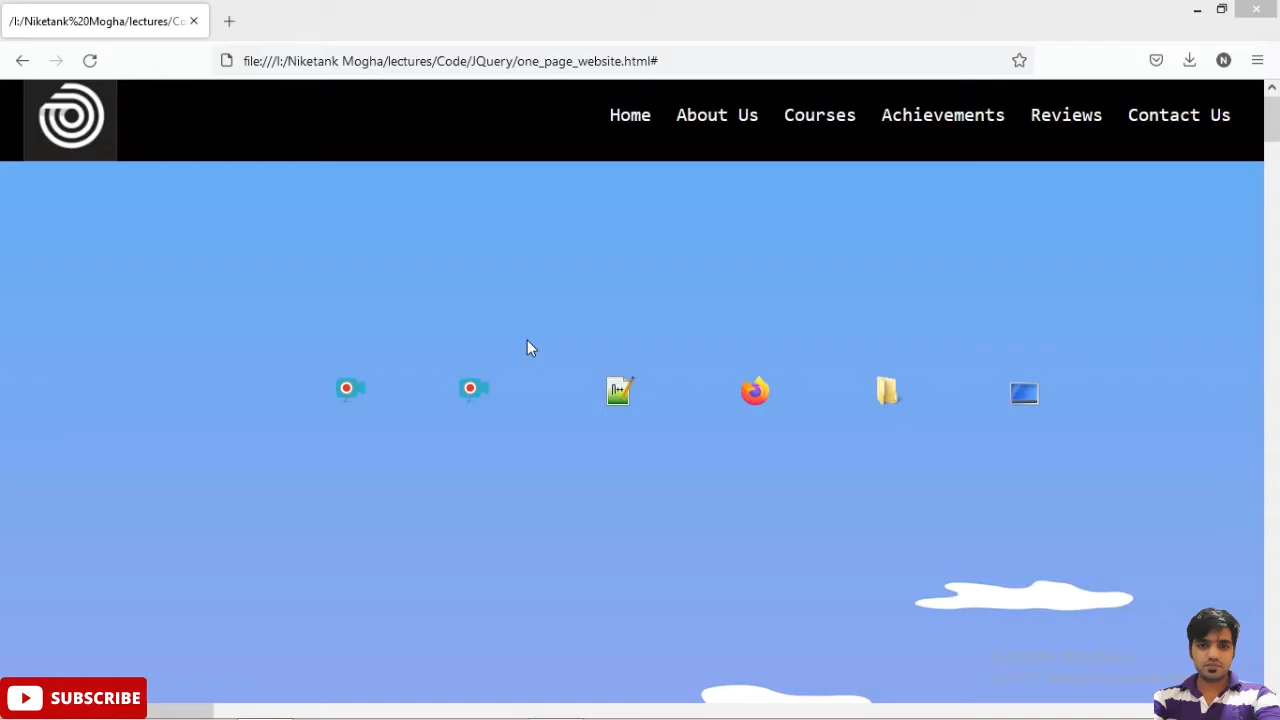 /I:/Niketank%20Mogha/lectures/Co
file:///I:/Niketank Mogha/lectures/Code/JQuery/one_page_website.html#
N
Home About Us Courses Achievements Reviews Contact Us
n++
SUBSCRIBE